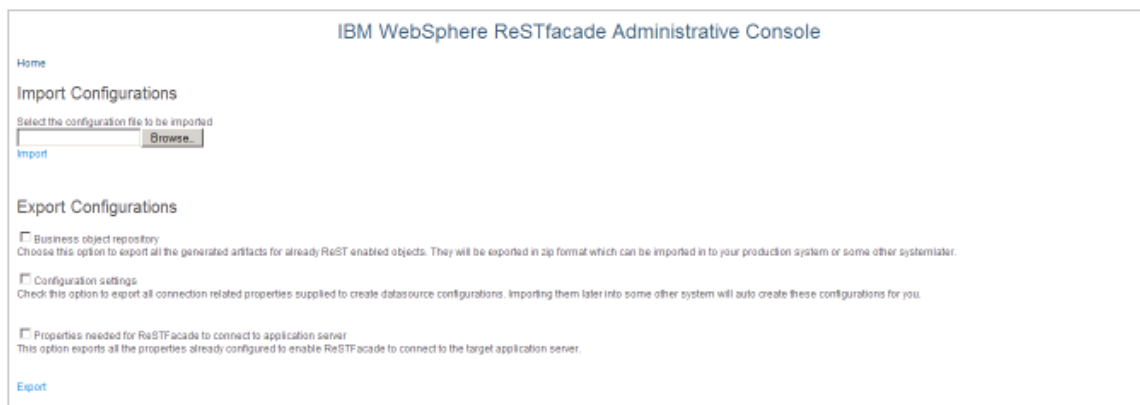 IBM WebSphere ReSTfacade Administrative Console
Home
Import Configurations
Select the configuration file to be imported
Browse..
Import
Export Configurations
Business object repository
Choose this option to export all the generated artifacts for already ReST enabled objects. They will be exported in zip format which can be imported in to your production system or some other systemlater.
Configuration settings
Check this option to export all connection related properties supplied to create datasource configurations. Importing them later into some other system will auto create these configurations for you.
Properties needed for ReSTFacade to connect to application server
This option exports all the properties already configured to enable ReSTFacade to connect to the target application server.
Export